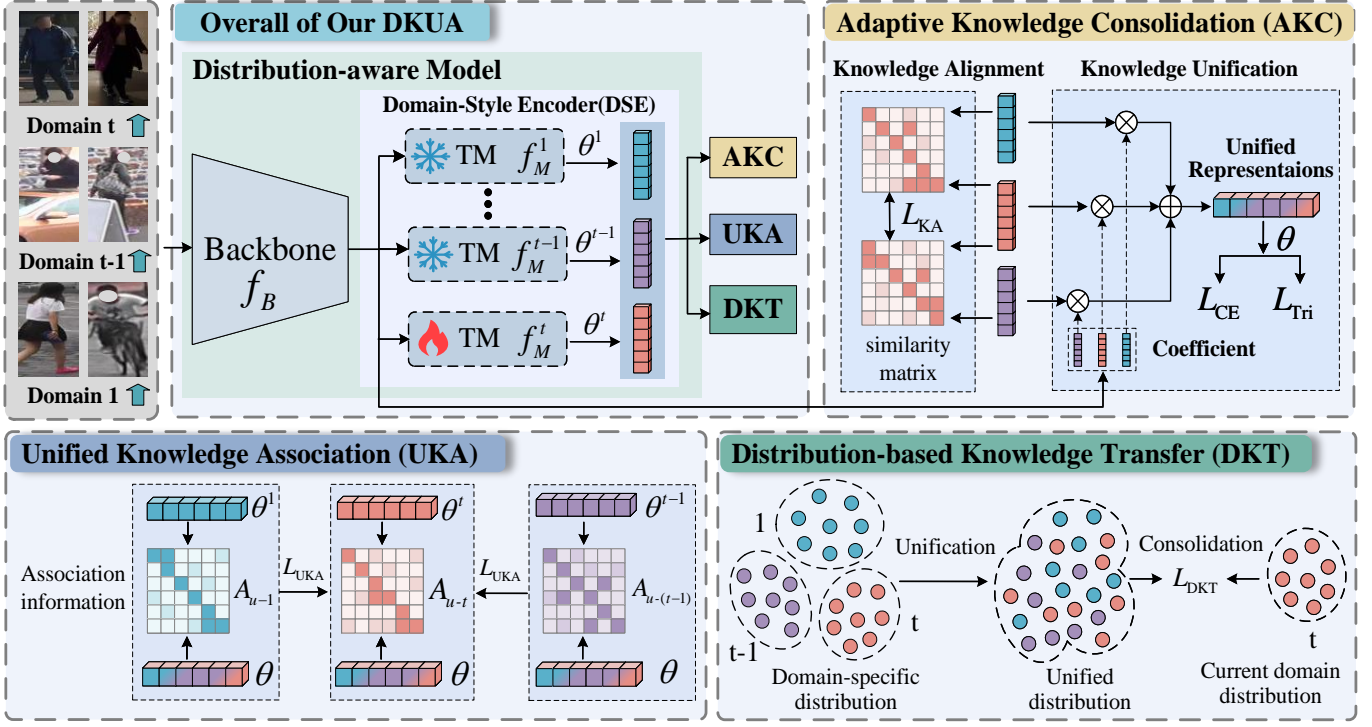 Domain t
Domain t-1
Domain 1
Overall of Our DKUA
Distribution-aware Model
Domain-Style Encoder(DSE)
Backbone
f_B
TM f_M^1 θ^1
TM f_M^{t-1} θ^{t-1}
TM f_M^t θ^t
AKC
UKA
DKT
Adaptive Knowledge Consolidation (AKC)
Knowledge Alignment
L_KA
similarity
matrix
Knowledge Unification
Unified
Representaions
θ
L_CE L_Tri
Coefficient
Unified Knowledge Association (UKA)
Association
information
θ^1
A_{u-1}
θ
L_UKA
θ^t
A_{u-t}
θ
L_UKA
θ^{t-1}
A_{u-(t-1)}
θ
Distribution-based Knowledge Transfer (DKT)
1
t-1
t
Domain-specific
distribution
Unification
Unified
distribution
Consolidation
L_DKT
t
Current domain
distribution